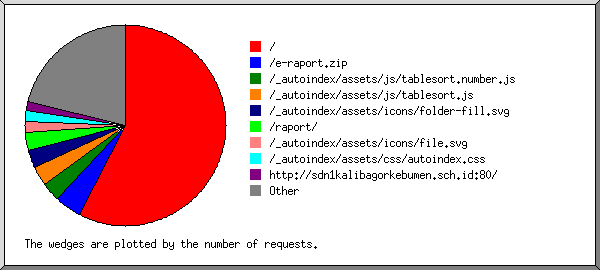 /
/e-raport.zip
/_autoindex/assets/js/tablesort.number.js
/_autoindex/assets/js/tablesort.js
/_autoindex/assets/icons/folder-fill.svg
/raport/
/_autoindex/assets/icons/file.svg
/_autoindex/assets/css/autoindex.css
http://sdn1kalibagorkebumen.sch.id:80/
Other
The wedges are plotted by the number of requests.